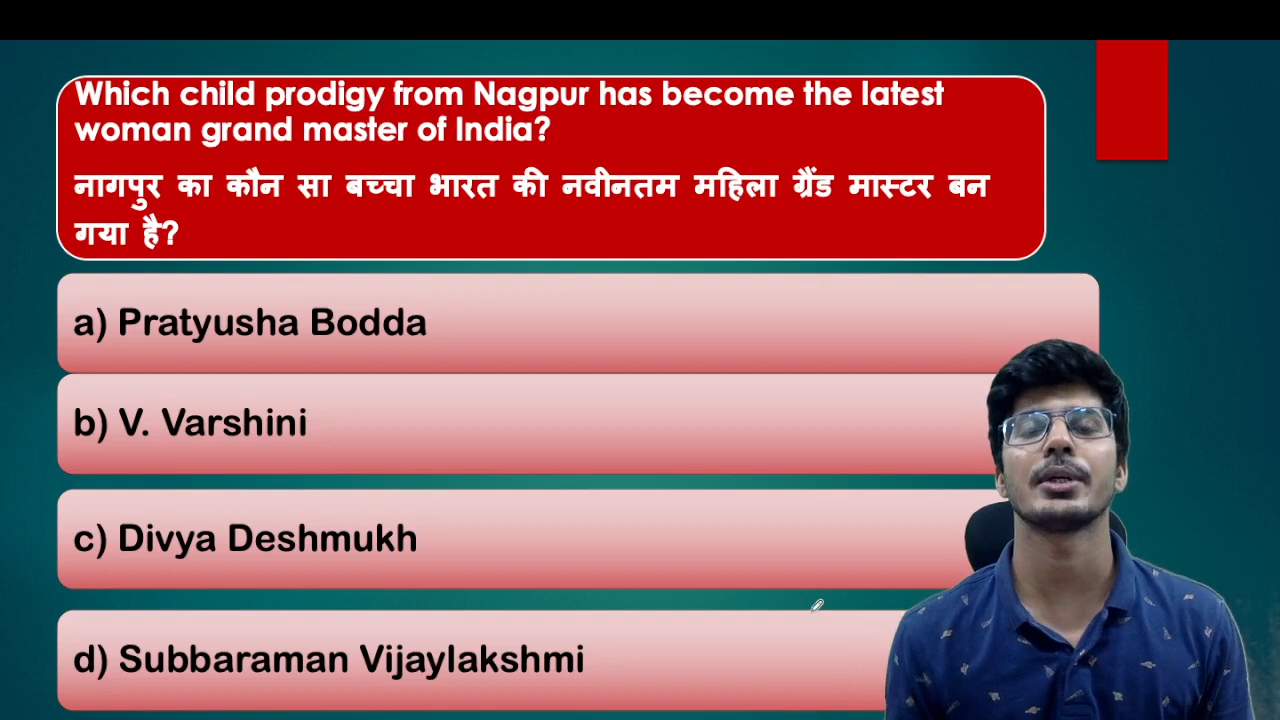 Which child prodigy from Nagpur has become the latest
woman grand master of India?
नागपुर का कौन सा बच्चा भारत की नवीनतम महिला ग्रैंड मास्टर बन
गया है?
a) Pratyusha Bodda
b) V. Varshini
c) Divya Deshmukh
d) Subbaraman Vijaylakshmi